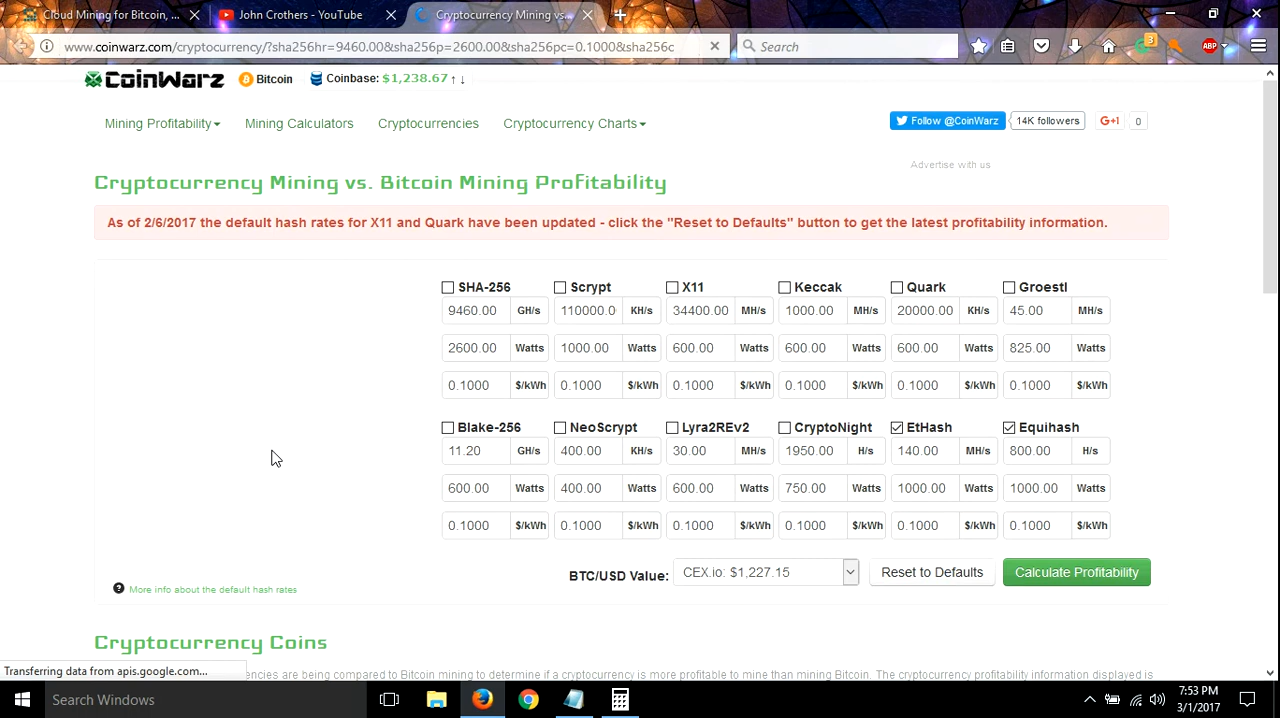 Cloud Mining for Bitcoin, ...
John Crothers - YouTube
Cryptocurrency Mining vs...
www.coinwarz.com/cryptocurrency/?sha256hr=9460.00&sha256p=2600.00&sha256pc=0.1000&sha256c
Search
3
ABP
CoinWarz
Bitcoin
Coinbase: $1,238.67 ↑ ↓
Mining Profitability
Mining Calculators
Cryptocurrencies
Cryptocurrency Charts
Follow @CoinWarz
14K followers
G+1
0
Advertise with us
Cryptocurrency Mining vs. Bitcoin Mining Profitability
As of 2/6/2017 the default hash rates for X11 and Quark have been updated - click the "Reset to Defaults" button to get the latest profitability information.
SHA-256 Scrypt X11 Keccak Quark Groestl
9460.00 GH/s 110000.0 KH/s 34400.00 MH/s 1000.00 MH/s 20000.00 KH/s 45.00 MH/s
2600.00 Watts 1000.00 Watts 600.00 Watts 600.00 Watts 600.00 Watts 825.00 Watts
0.1000 $/kWh 0.1000 $/kWh 0.1000 $/kWh 0.1000 $/kWh 0.1000 $/kWh 0.1000 $/kWh
Blake-256 NeoScrypt Lyra2REv2 CryptoNight EtHash Equihash
11.20 GH/s 400.00 KH/s 30.00 MH/s 1950.00 H/s 140.00 MH/s 800.00 H/s
600.00 Watts 400.00 Watts 600.00 Watts 750.00 Watts 1000.00 Watts 1000.00 Watts
0.1000 $/kWh 0.1000 $/kWh 0.1000 $/kWh 0.1000 $/kWh 0.1000 $/kWh 0.1000 $/kWh
BTC/USD Value: CEX.io: $1,227.15 Reset to Defaults Calculate Profitability
More info about the default hash rates
Cryptocurrency Coins
encies are being compared to Bitcoin mining to determine if a cryptocurrency is more profitable to mine than mining Bitcoin. The cryptocurrency profitability information displayed is
Transferring data from apis.google.com...
Search Windows
7:53 PM
3/1/2017